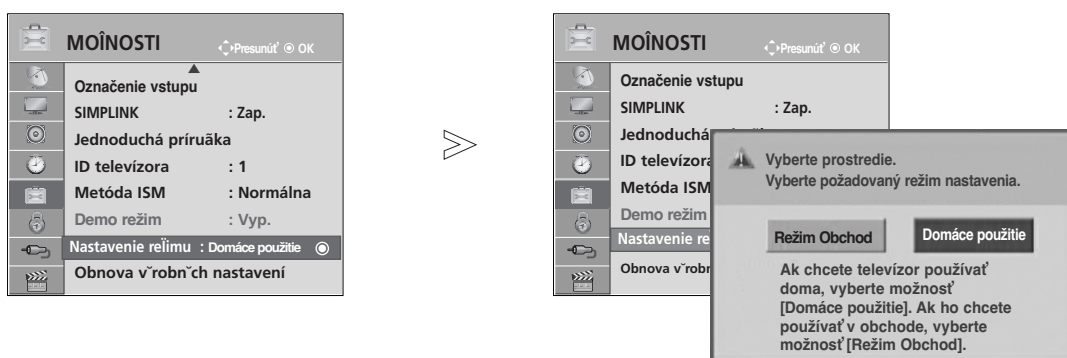 MOÎNOSTI
Presunúť OK
Označenie vstupu
SIMPLINK : Zap.
Jednoduchá príruãka
ID televízora : 1
Metóda ISM : Normálna
Demo režim : Vyp.
Nastavenie reÏimu : Domáce použitie
Obnova v˘robn˘ch nastavení
MOÎNOSTI
Presunúť OK
Označenie vstupu
SIMPLINK : Zap.
Jednoduchá
ID televízora
Metóda ISM
Demo režim
Nastavenie re
Obnova v˘robn
Vyberte prostredie.
Vyberte požadovaný režim nastavenia.
Režim Obchod
Domáce použitie
Ak chcete televízor používať
doma, vyberte možnosť
[Domáce použitie]. Ak ho chcete
používať v obchode, vyberte
možnosť [Režim Obchod].